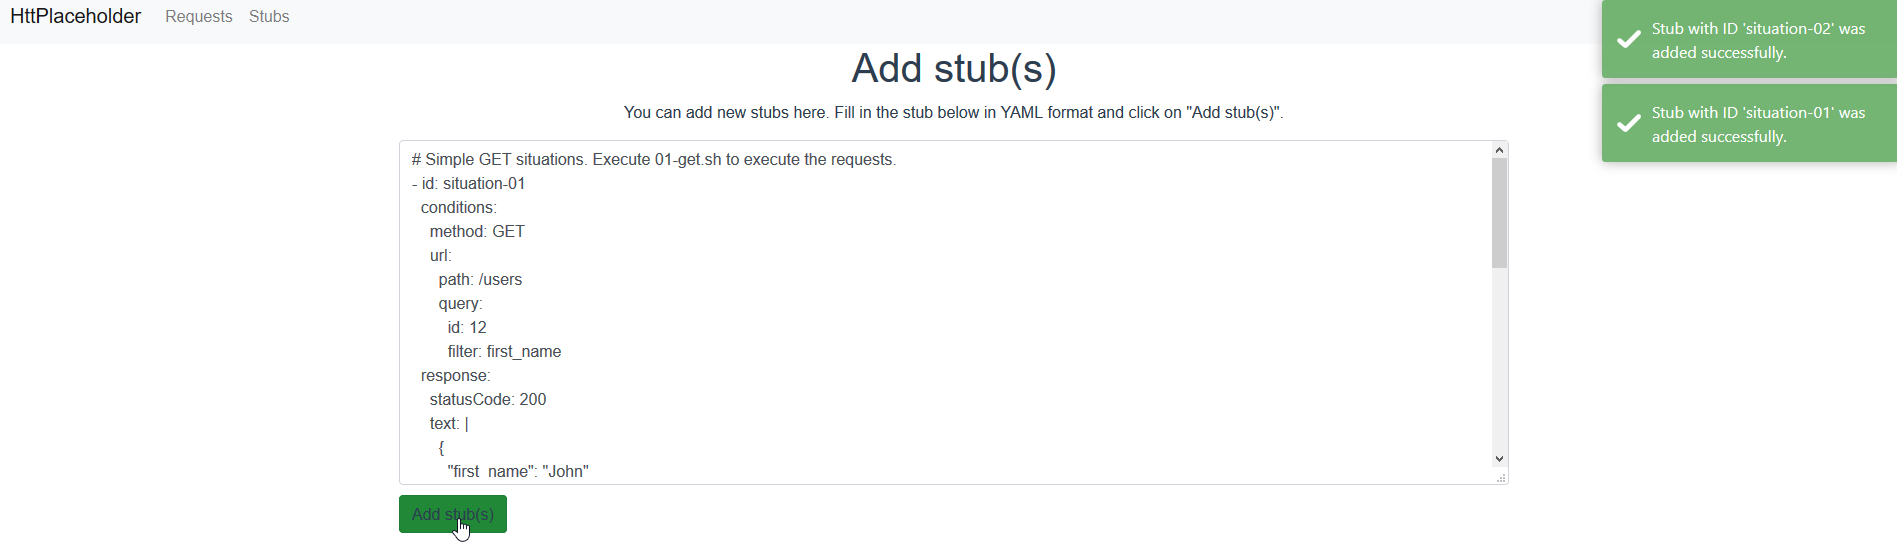 HttPlaceholder Requests Stubs
Stub with ID 'situation-02' was
added successfully.
Stub with ID 'situation-01' was
added successfully.
Add stub(s)
You can add new stubs here. Fill in the stub below in YAML format and click on "Add stub(s)".
# Simple GET situations. Execute 01-get.sh to execute the requests.
- id: situation-01
  conditions:
    method: GET
    url:
      path: /users
      query:
        id: 12
        filter: first_name
  response:
    statusCode: 200
    text: |
      {
        "first_name": "John"
Add stub(s)